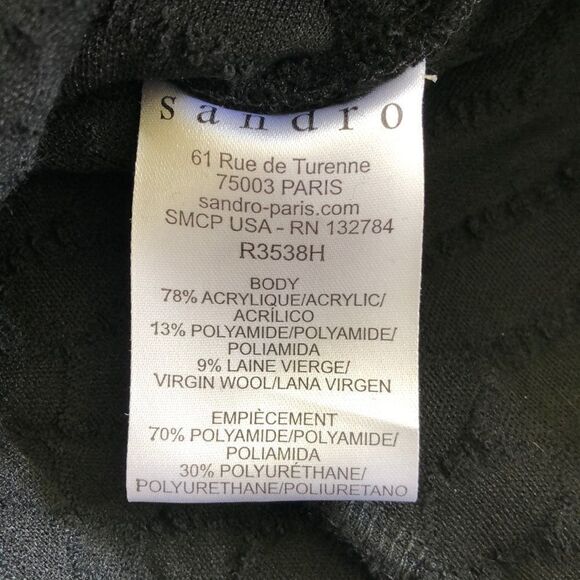 sandro
61 Rue de Turenne
75003 PARIS
sandro-paris.com
SMCP USA - RN 132784
R3538H
BODY
78% ACRYLIQUE/ACRYLIC/
ACRÍLICO
13% POLYAMIDE/POLYAMIDE/
POLIAMIDA
9% LAINE VIERGE/
VIRGIN WOOL/LANA VIRGEN
EMPIÈCEMENT
70% POLYAMIDE/POLYAMIDE/
POLIAMIDA
30% POLYURÉTHANE/
POLYURETHANE/POLIURETANO